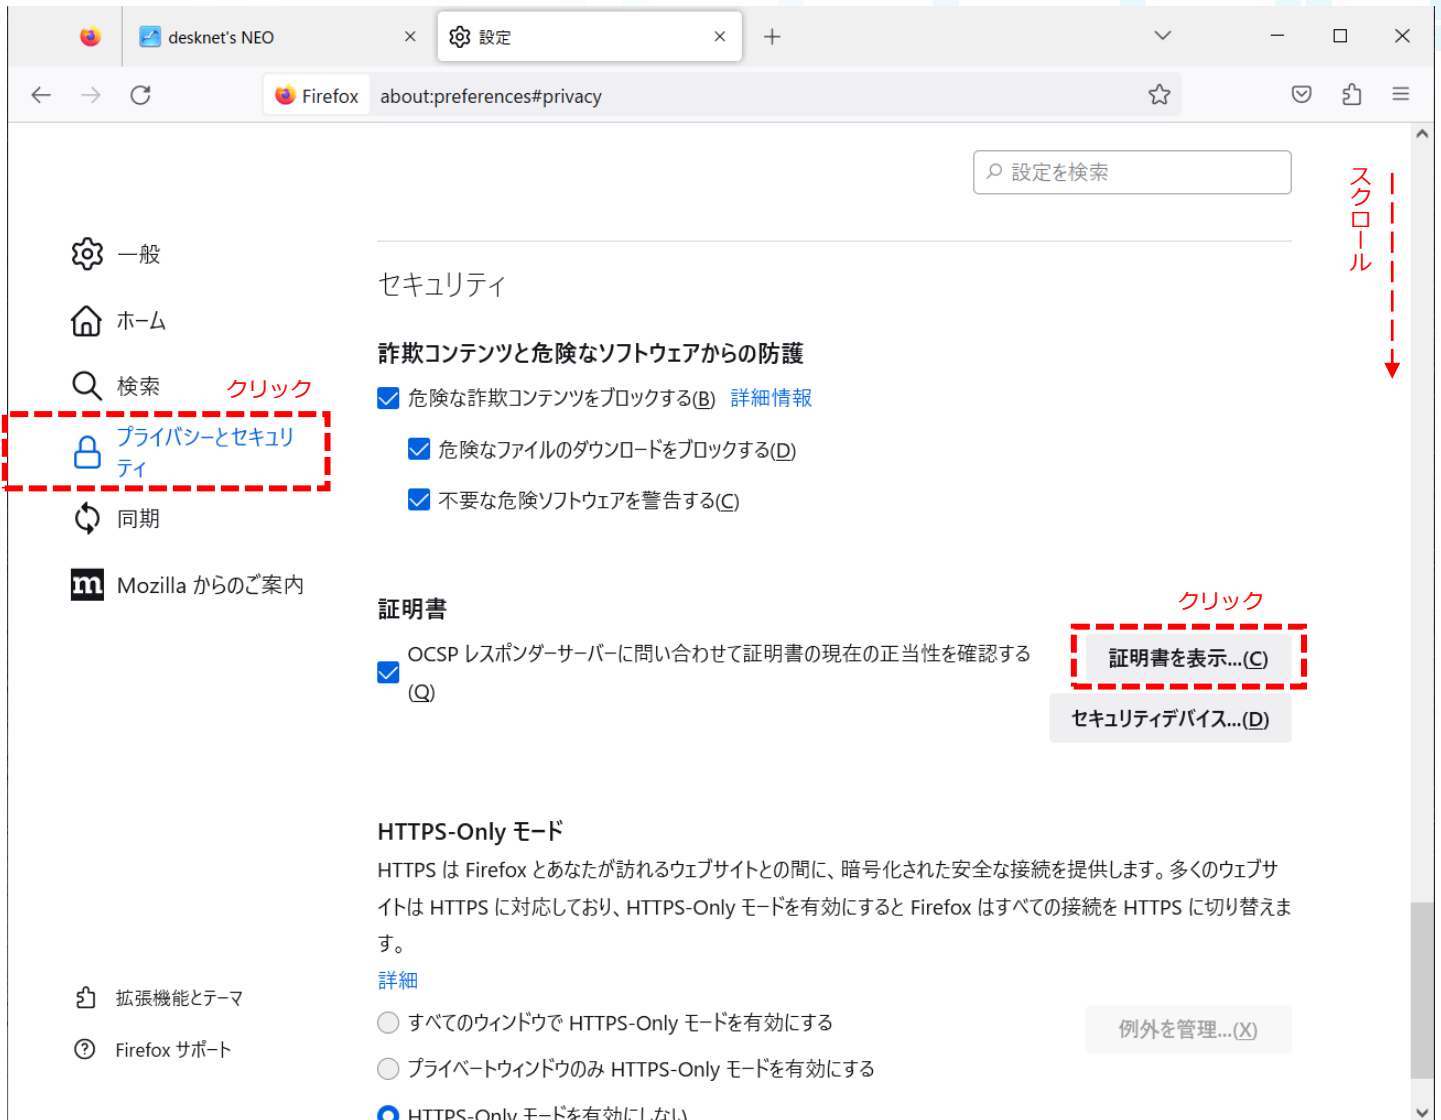 desknet's NEO
設定
Firefox
about:preferences#privacy
設定を検索
スクロール
一般
ホーム
検索
クリック
プライバシーとセキュリ
ティ
同期
Mozilla からのご案内
拡張機能とテーマ
Firefox サポート
セキュリティ
詐欺コンテンツと危険なソフトウェアからの防護
危険な詐欺コンテンツをブロックする(B) 詳細情報
危険なファイルのダウンロードをブロックする(D)
不要な危険ソフトウェアを警告する(C)
証明書
クリック
OCSP レスポンダーサーバーに問い合わせて証明書の現在の正当性を確認する
(Q)
証明書を表示...(C)
セキュリティデバイス...(D)
HTTPS-Only モード
HTTPS は Firefox とあなたが訪れるウェブサイトとの間に、暗号化された安全な接続を提供します。多くのウェブサ
イトは HTTPS に対応しており、HTTPS-Only モードを有効にすると Firefox はすべての接続を HTTPS に切り替えま
す。
詳細
すべてのウィンドウで HTTPS-Only モードを有効にする
例外を管理...(X)
プライベートウィンドウのみ HTTPS-Only モードを有効にする
HTTPS-Only モードを有効にしない